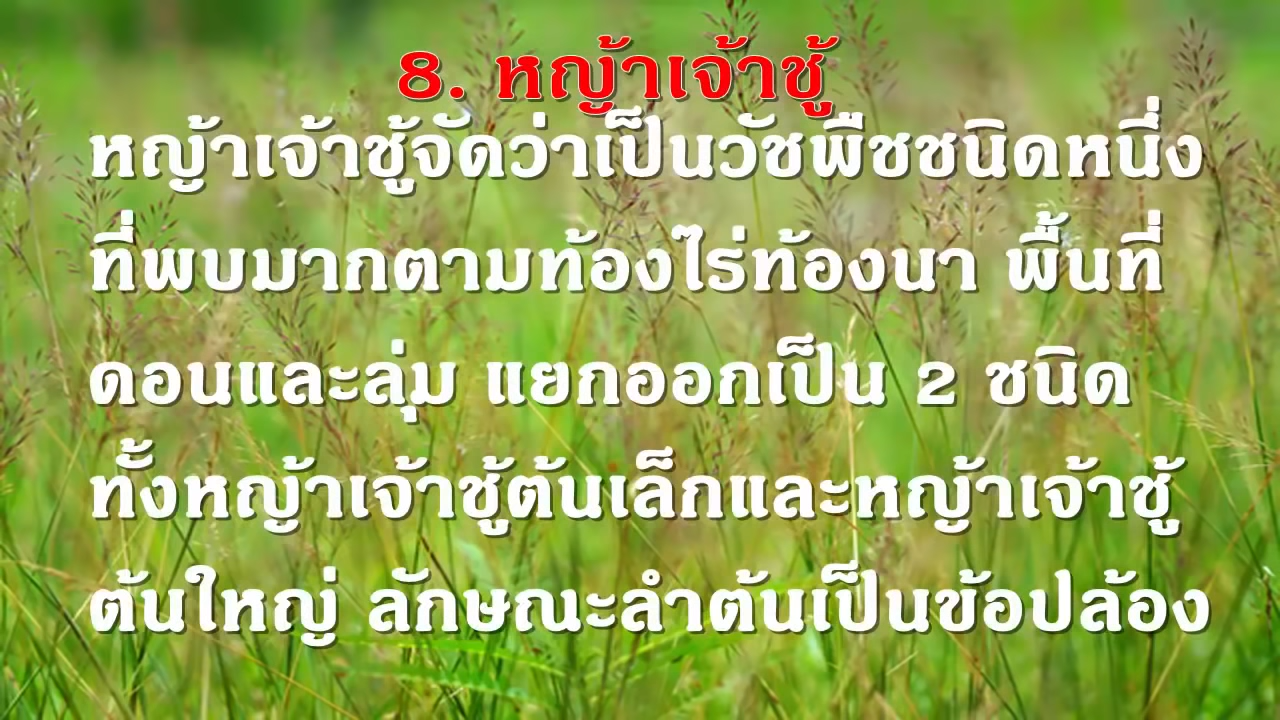 8. หญ้าเจ้าชู้
หญ้าเจ้าชู้จัดว่าเป็นวัชพืชชนิดหนึ่ง
ที่พบมากตามท้องไร่ท้องนา พื้นที่
ดอนและลุ่ม แยกออกเป็น 2 ชนิด
ทั้งหญ้าเจ้าชู้ต้นเล็กและหญ้าเจ้าชู้
ต้นใหญ่ ลักษณะลำต้นเป็นข้อปล้อง